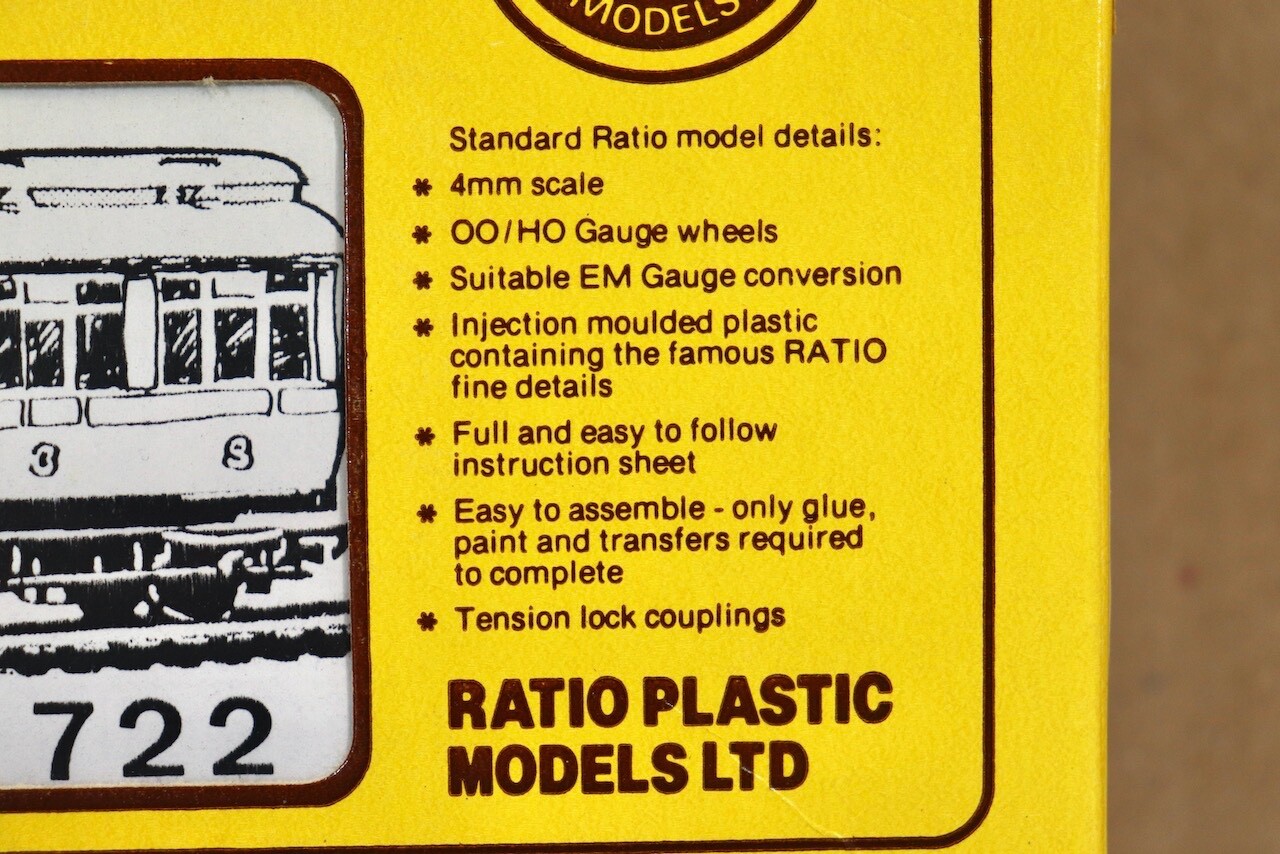 MODELS
Standard Ratio model details:
* 4mm scale
* OO/HO Gauge wheels
* Suitable EM Gauge conversion
* Injection moulded plastic
containing the famous RATIO
fine details
* Full and easy to follow
instruction sheet
* Easy to assemble - only glue,
paint and transfers required
to complete
* Tension lock couplings
RATIO PLASTIC
MODELS LTD
3 8
722